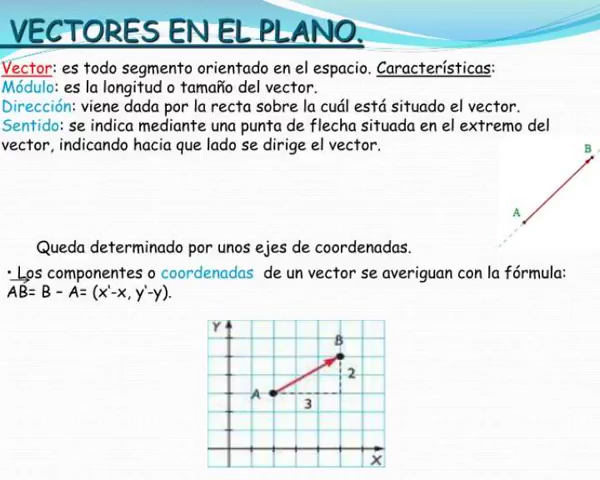 VECTORES EN EL PLANO.
Vector: es todo segmento orientado en el espacio. Características:
Módulo: es la longitud o tamaño del vector.
Dirección: viene dada por la recta sobre la cuál está situado el vector.
Sentido: se indica mediante una punta de flecha situada en el extremo del
vector, indicando hacia que lado se dirige el vector.
B
A
Queda determinado por unos ejes de coordenadas.
· Los componentes o coordenadas de un vector se averiguan con la fórmula:
AB= B – A= (x'-x, y'-y).
Y
B
2
A
3
X